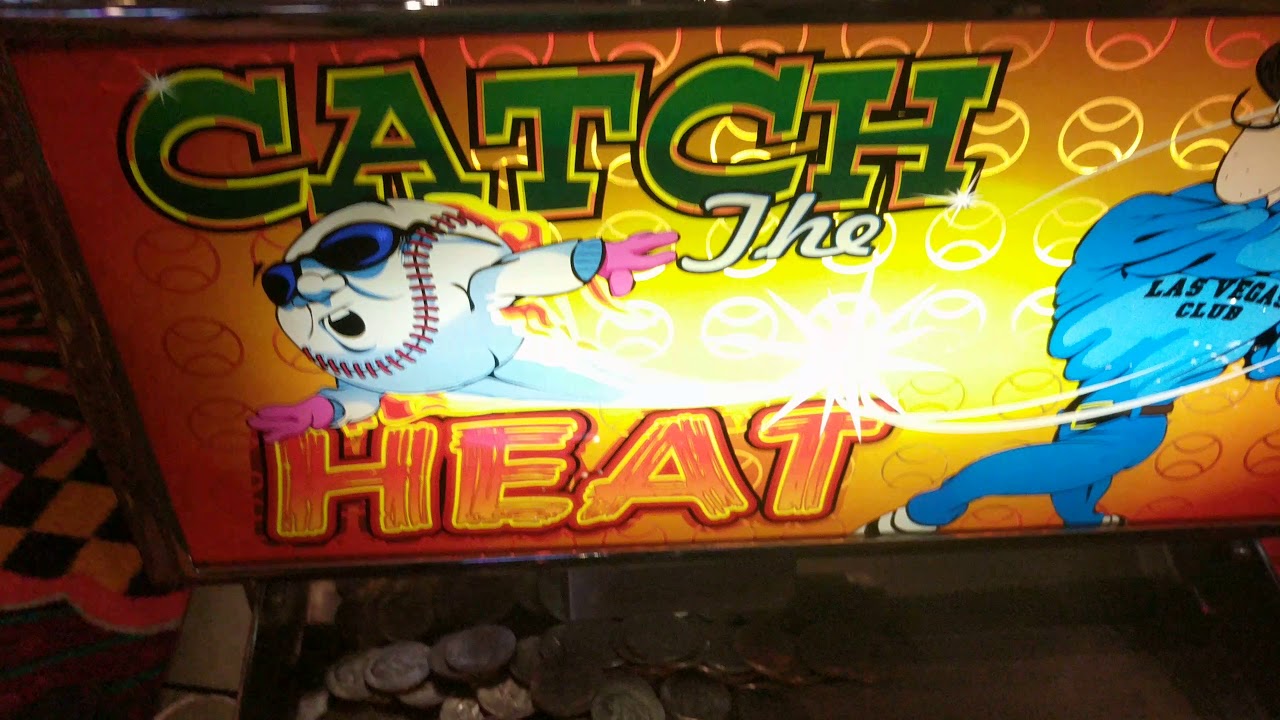 CATCH
The
HEAT
LAS VEGAS
CLUB